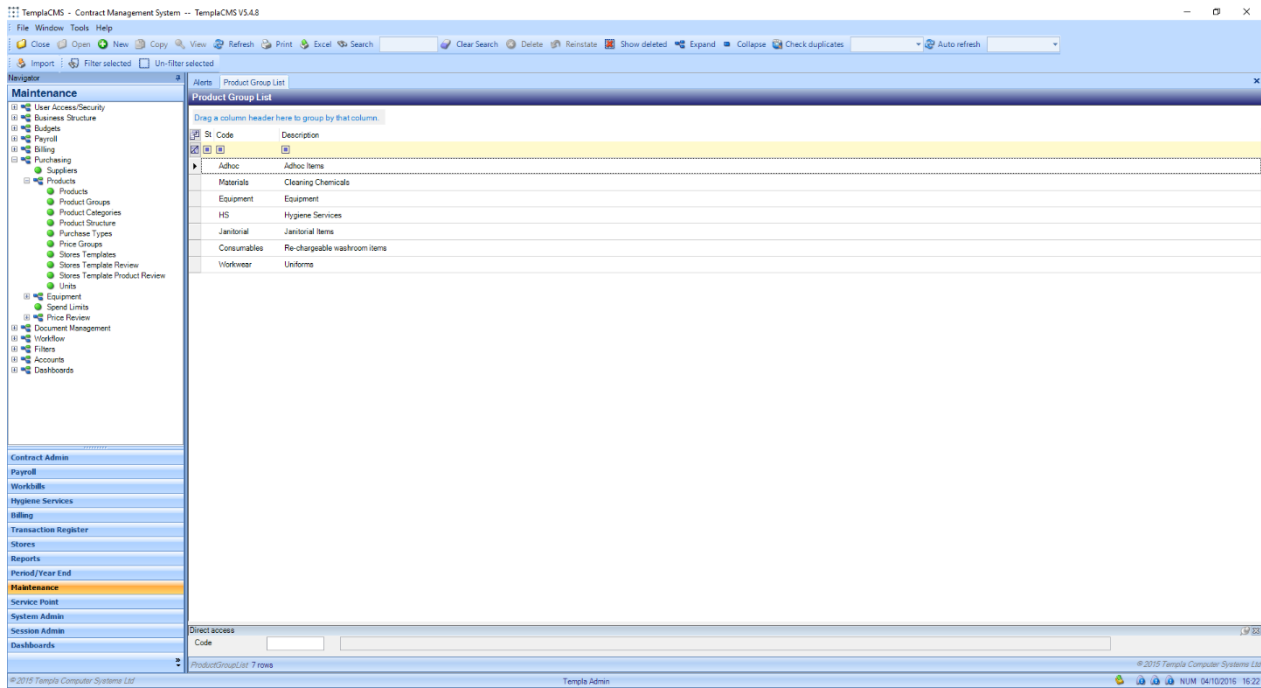 TemplaCMS - Contract Management System -- TemplaCMS V5.4.8
File Window Tools Help
Close Open New Copy View Refresh Print Excel Search Clear Search Delete Reinstate Show deleted Expand Collapse Check duplicates Auto refresh
Import Filter selected Un-filter selected
Navigator
Alerts Product Group List
Maintenance
Product Group List
User Access/Security
Business Structure
Budgets
Payroll
Billing
Purchasing
Suppliers
Products
Products
Product Groups
Product Categories
Product Structure
Purchase Types
Price Groups
Stores Templates
Stores Template Review
Stores Template Product Review
Units
Equipment
Spend Limits
Price Review
Document Management
Workflow
Filters
Accounts
Dashboards
Drag a column header here to group by that column.
St Code Description
Adhoc Adhoc Items
Materials Cleaning Chemicals
Equipment Equipment
HS Hygiene Services
Janitorial Janitorial Items
Consumables Re-chargeable washroom items
Workwear Uniforms
Contract Admin
Payroll
Workbills
Hygiene Services
Billing
Transaction Register
Stores
Reports
Period/Year End
Maintenance
Service Point
System Admin
Session Admin
Dashboards
Direct access
Code
ProductGroupList 7 rows
© 2015 Templa Computer Systems Ltd
© 2015 Templa Computer Systems Ltd
Templa Admin
NUM 04/10/2016 16:22